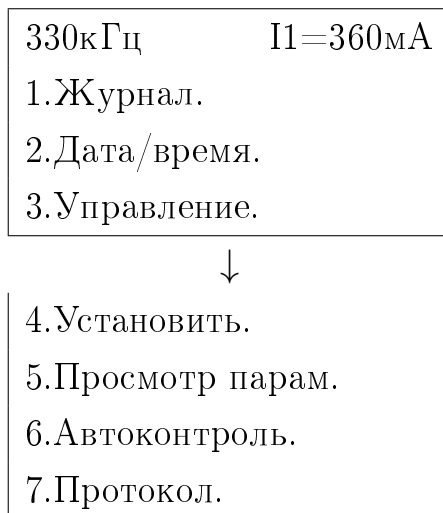 330кГц I1=360мА
1.Журнал.
2.Дата/время.
3.Управление.
↓
4.Установить.
5.Просмотр парам.
6.Автоконтроль.
7.Протокол.